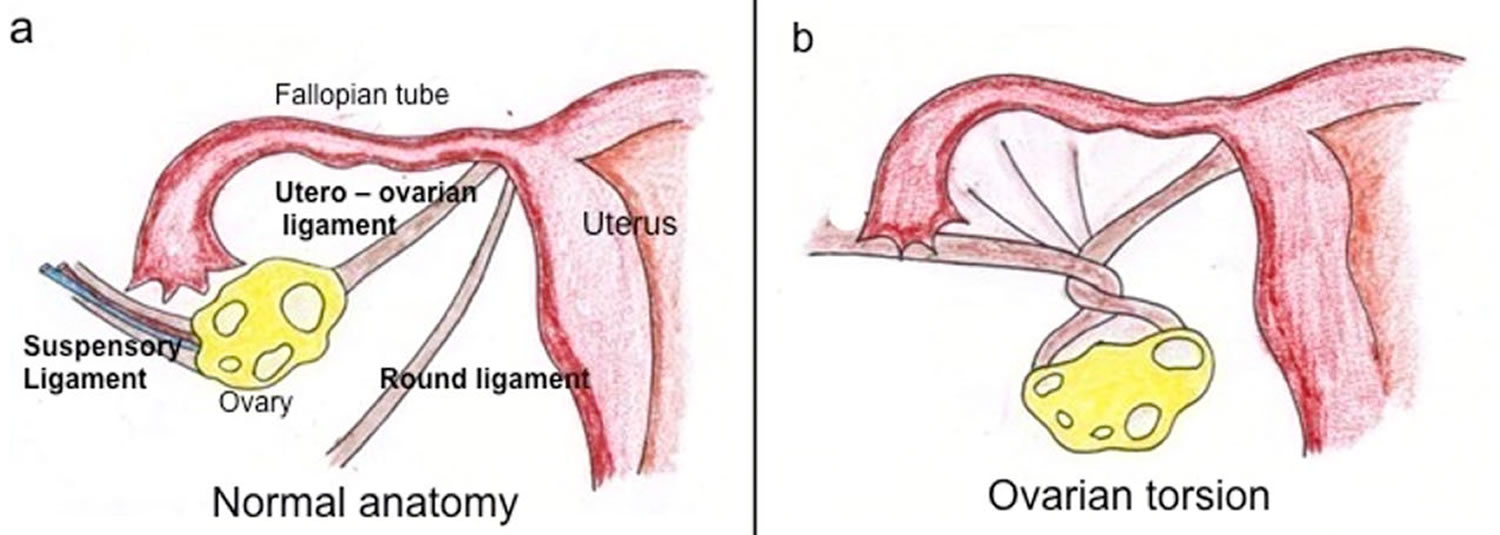 a
Fallopian tube
Utero – ovarian
ligament
Uterus
Suspensory
Ligament
Round ligament
Ovary
Normal anatomy
b
Ovarian torsion